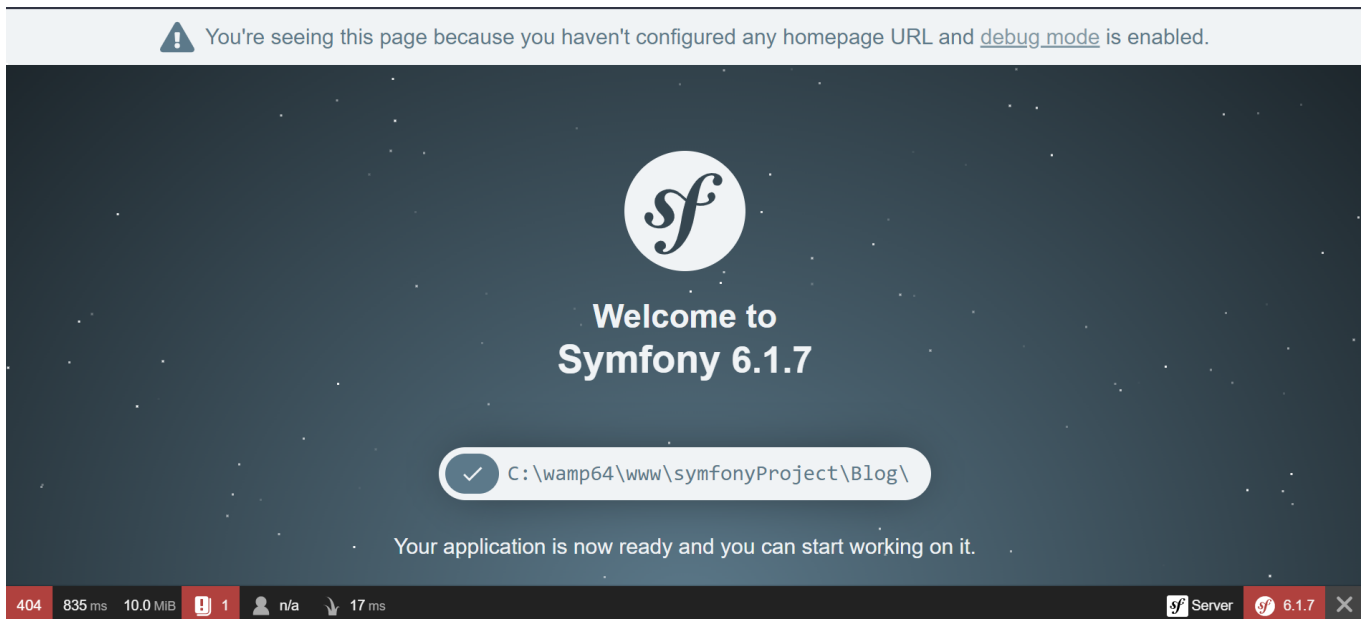 You're seeing this page because you haven't configured any homepage URL and debug mode is enabled.
sf
Welcome to
Symfony 6.1.7
C:\wamp64\www\symfonyProject\Blog\
Your application is now ready and you can start working on it.
404 835 ms 10.0 MiB 1 n/a 17 ms sf Server sf 6.1.7